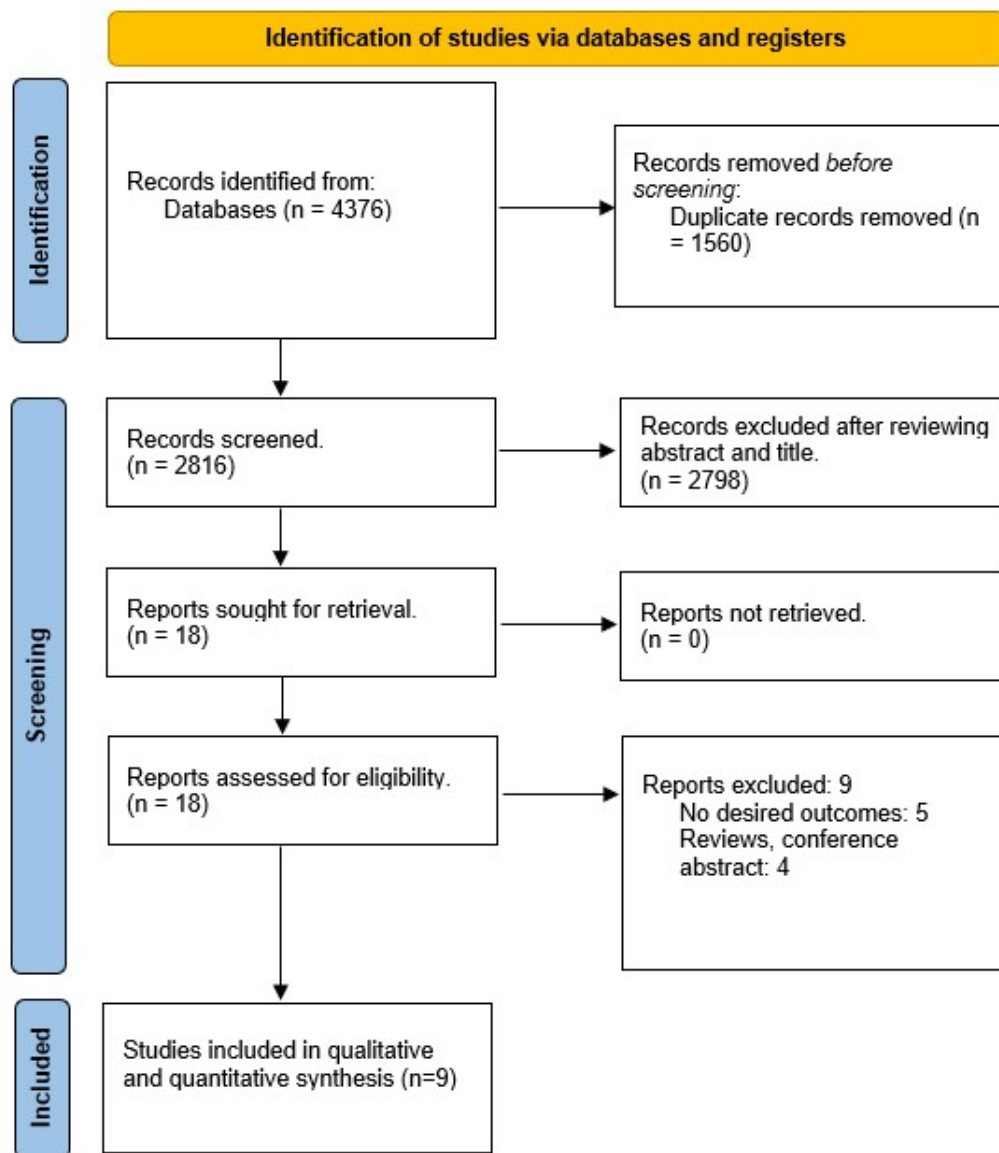 Identification of studies via databases and registers
Identification
Records identified from:
Databases (n = 4376)
Records removed before
screening:
Duplicate records removed (n
= 1560)
Screening
Records screened.
(n = 2816)
Records excluded after reviewing
abstract and title.
(n = 2798)
Reports sought for retrieval.
(n = 18)
Reports not retrieved.
(n = 0)
Reports assessed for eligibility.
(n = 18)
Reports excluded: 9
No desired outcomes: 5
Reviews, conference
abstract: 4
Included
Studies included in qualitative
and quantitative synthesis (n=9)